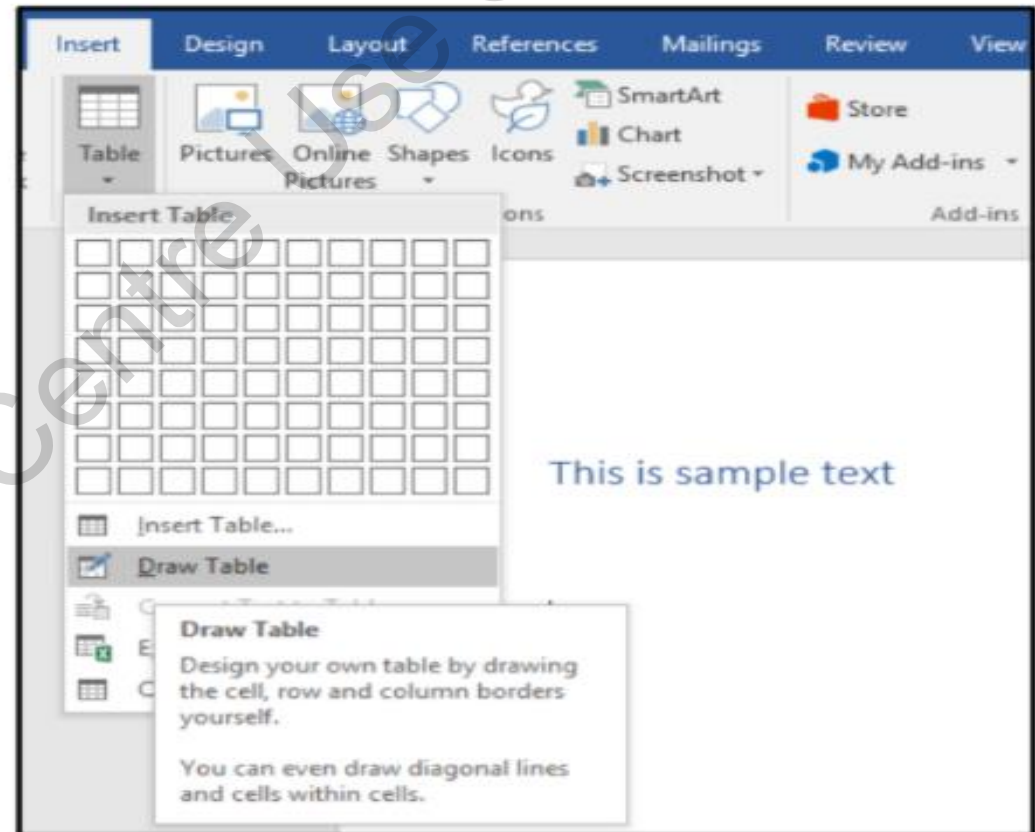 Insert Design Layout References Mailings Review View
Table Pictures Online Pictures Shapes Icons SmartArt Chart Screenshot
Store
My Add-ins
Add-ins
Insert Table
ons
This is sample text
Insert Table...
Draw Table
Draw Table
Design your own table by drawing
the cell, row and column borders
yourself.
You can even draw diagonal lines
and cells within cells.
Centre Use